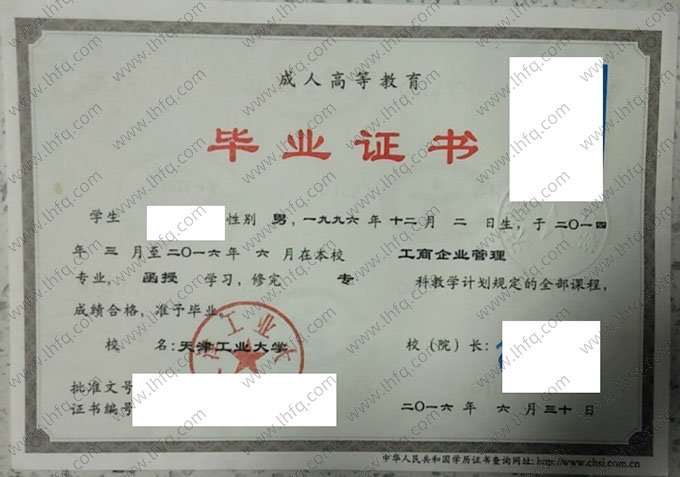 成人高等教育
毕业证书
学生 性别 男，一九九六 年 十二 月 二 日生，于 二〇一四
年 三 月至 二〇一六 年 六 月在本校 工商企业管理
专业， 函授 学习，修完 专 科教学计划规定的全部课程，
成绩合格，准予毕业。
校 名：天津工业大学 校（院）长：
批准文号
证书编号 二〇一六 年 六 月 三十 日
中华人民共和国学历证书查询网址：http://www.chsi.com.cn
www.lhfq.com